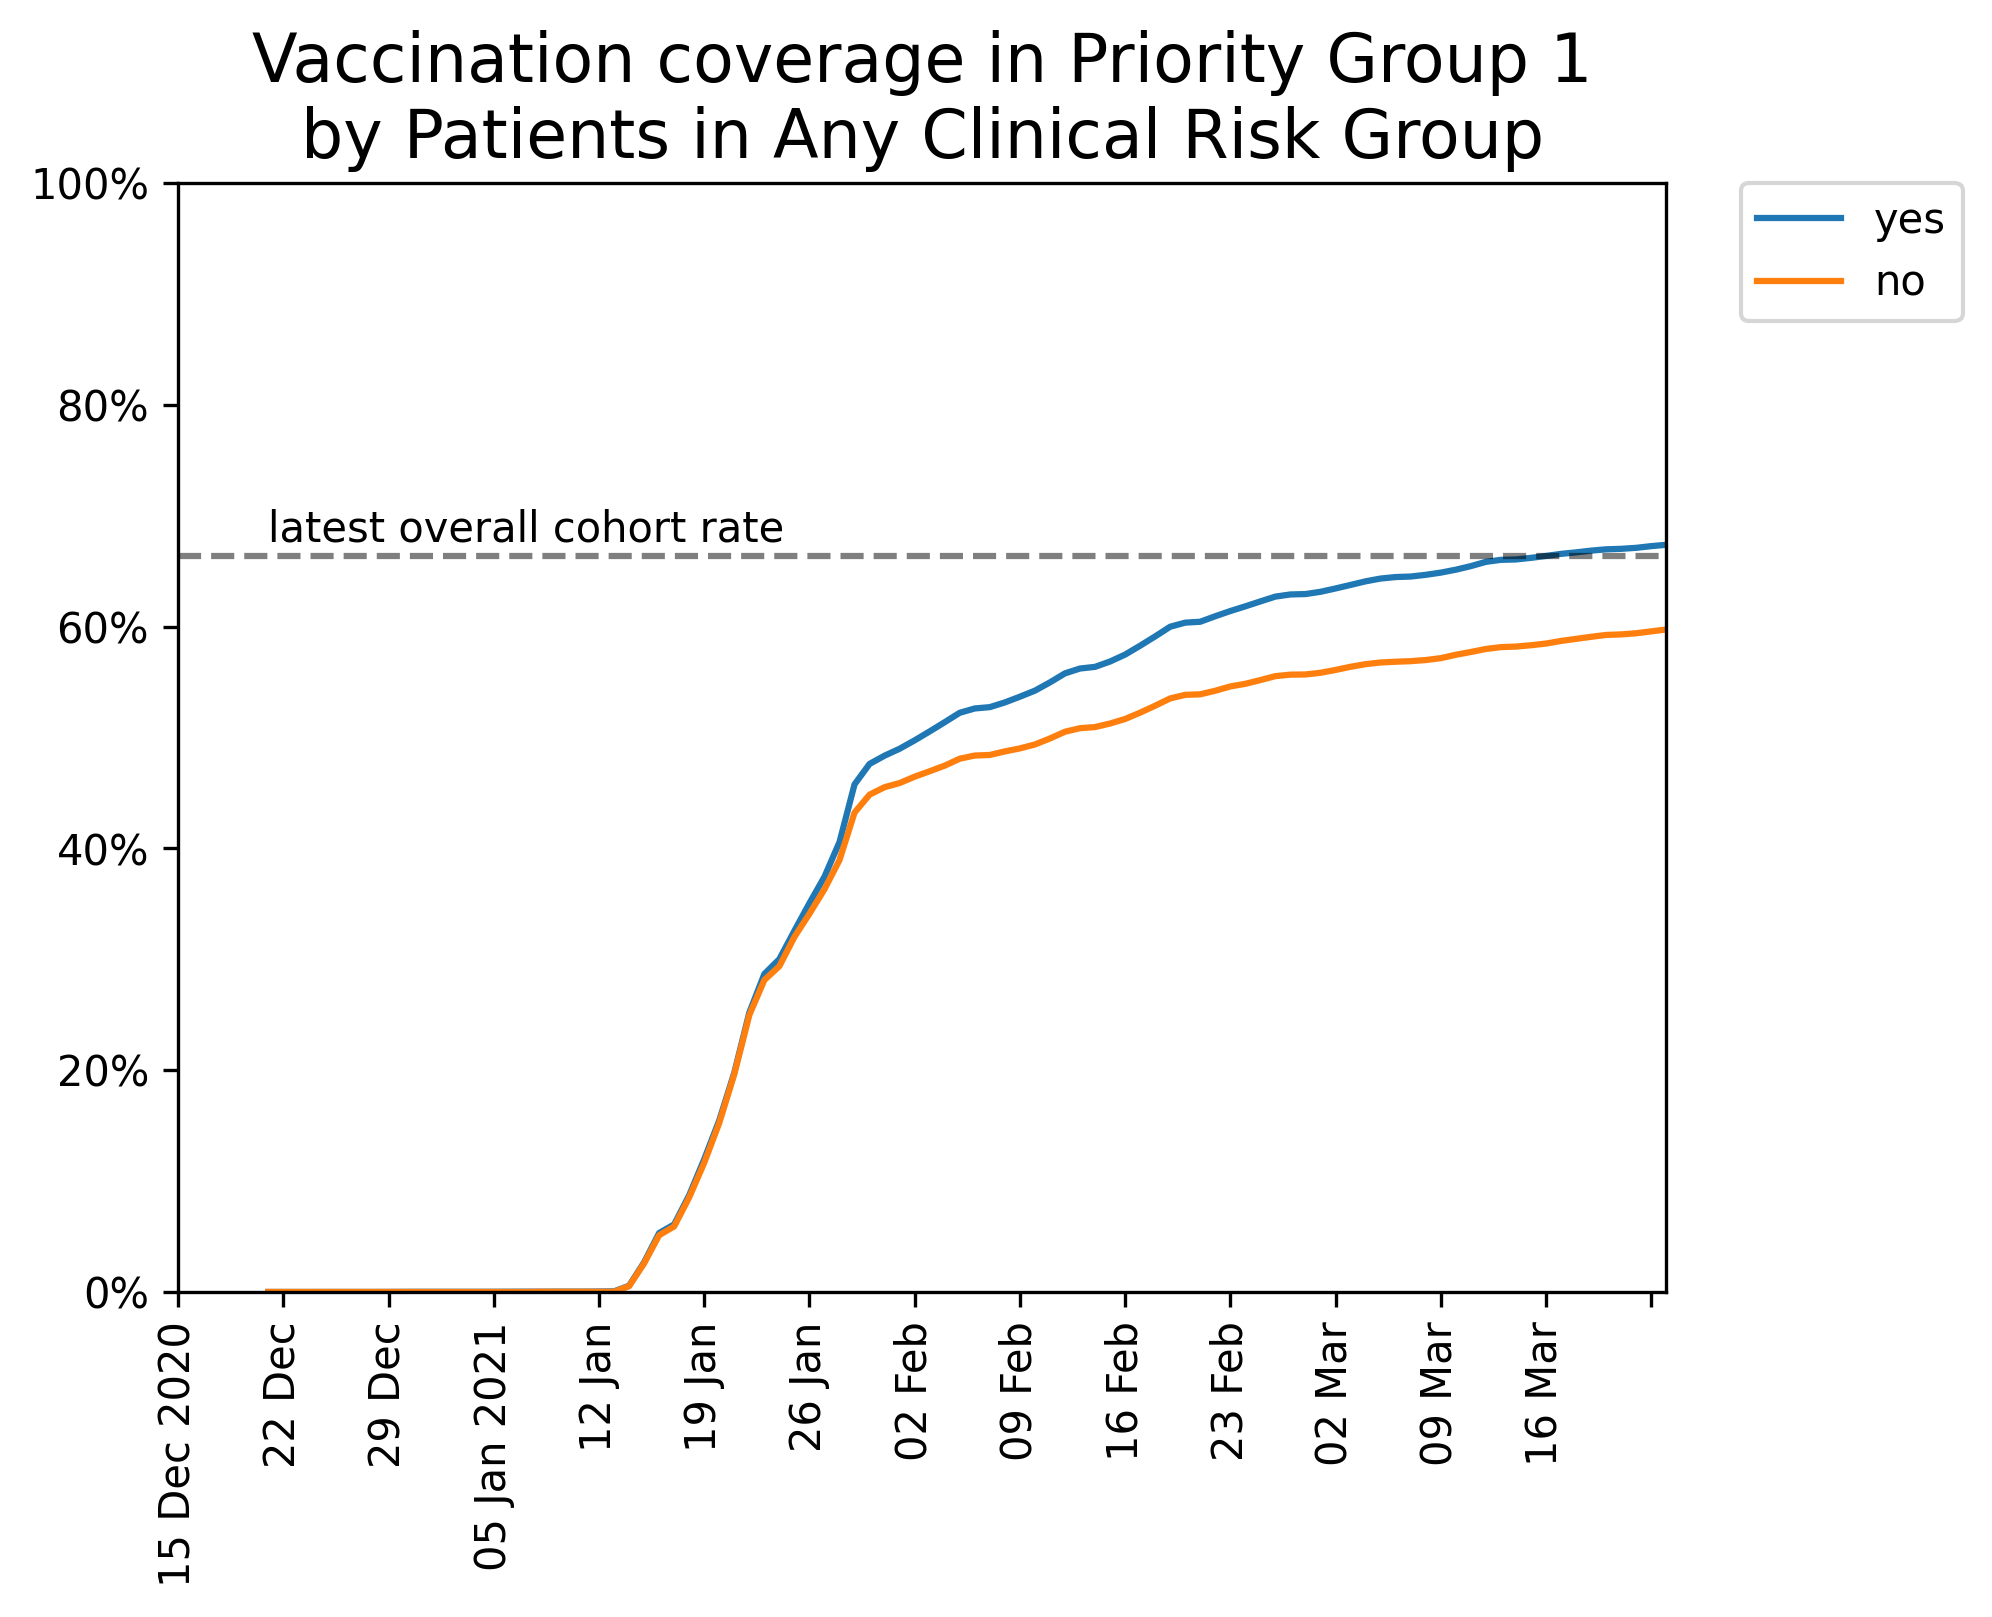 Vaccination coverage in Priority Group 1
by Patients in Any Clinical Risk Group
100%
80%
60%
40%
20%
0%
latest overall cohort rate
yes
no
15 Dec 2020
22 Dec
29 Dec
05 Jan 2021
12 Jan
19 Jan
26 Jan
02 Feb
09 Feb
16 Feb
23 Feb
02 Mar
09 Mar
16 Mar